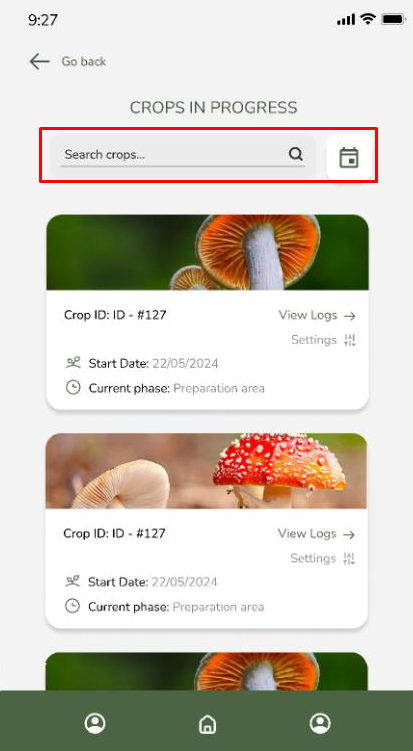 9:27
Go back
CROPS IN PROGRESS
Search crops...
Crop ID: ID - #127
View Logs
Settings
Start Date: 22/05/2024
Current phase: Preparation area
Crop ID: ID - #127
View Logs
Settings
Start Date: 22/05/2024
Current phase: Preparation area